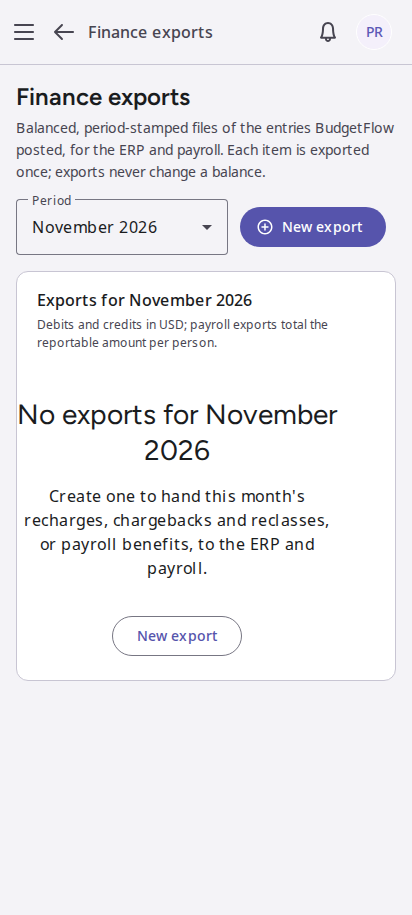 Finance exports
PR
Finance exports
Balanced, period-stamped files of the entries BudgetFlow
posted, for the ERP and payroll. Each item is exported
once; exports never change a balance.
Period
November 2026
New export
Exports for November 2026
Debits and credits in USD; payroll exports total the
reportable amount per person.
No exports for November
2026
Create one to hand this month's
recharges, chargebacks and reclasses,
or payroll benefits, to the ERP and
payroll.
New export